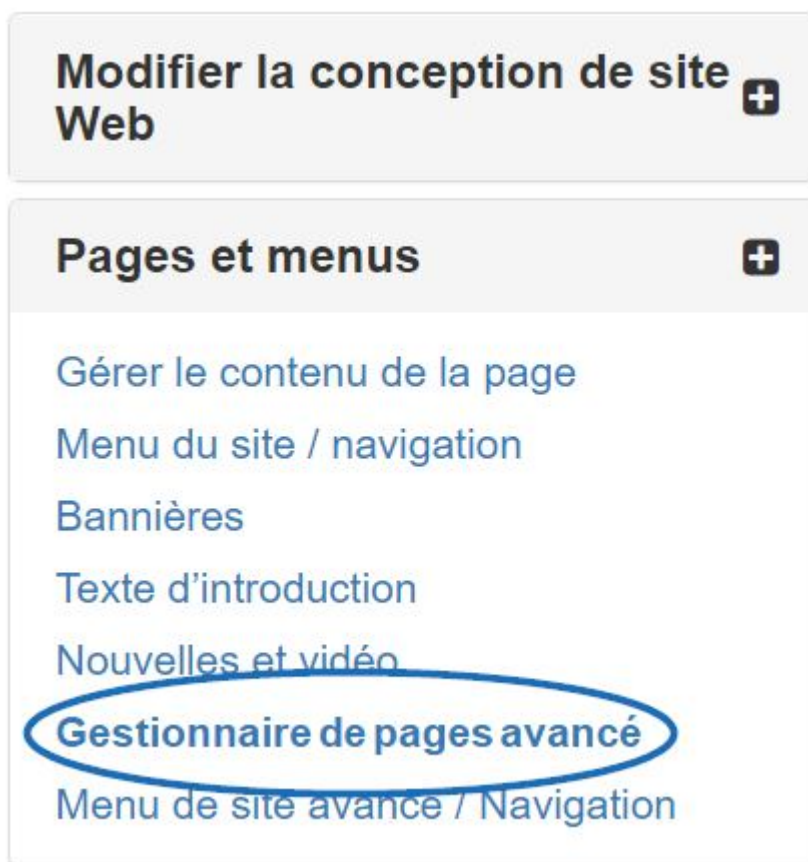 Modifier la conception de site
Web
Pages et menus
Gérer le contenu de la page
Menu du site / navigation
Bannières
Texte d’introduction
Nouvelles et vidéo
Gestionnaire de pages avancé
Menu de site avancé / Navigation